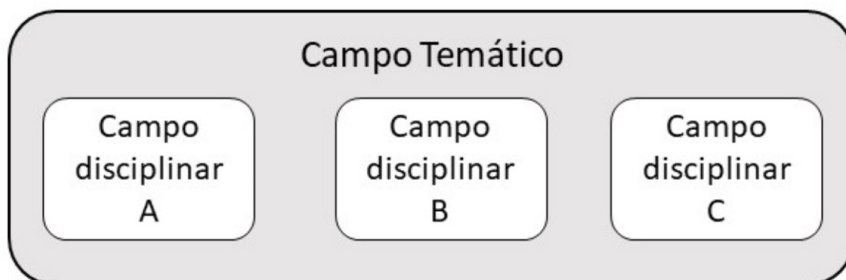 Campo Temático
Campo
disciplinar
A
Campo
disciplinar
B
Campo
disciplinar
C